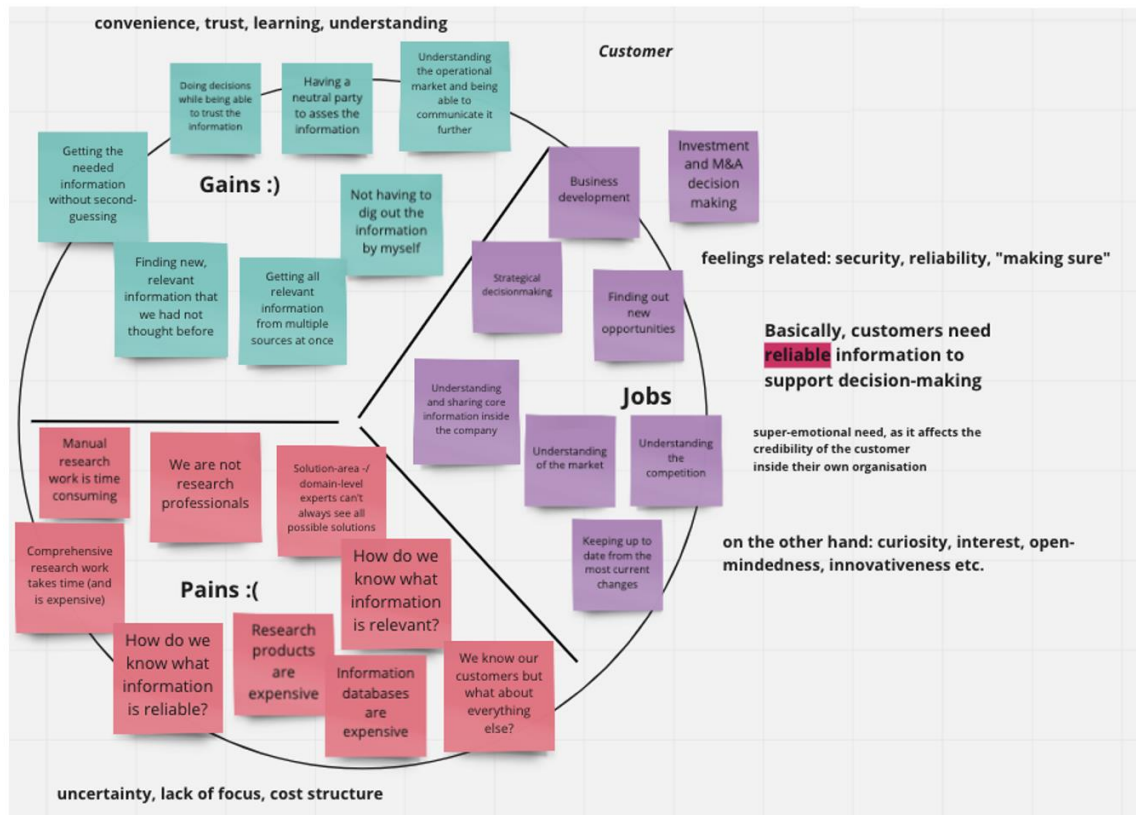 convenience, trust, learning, understanding
Customer
Doing decisions
while being able
to trust the
information
Having a
neutral party
to asses the
information
Understanding
the operational
market and being
able to
communicate it
further
Getting the
needed
information
without second-
guessing
Gains :)
Not having to
dig out the
information
by myself
Finding new,
relevant
information that
we had not
thought before
Getting all
relevant
information
from multiple
sources at once
Business
development
Investment
and M&A
decision
making
Strategical
decisionmaking
Finding out
new
opportunities
feelings related: security, reliability, "making sure"
Basically, customers need
reliable information to
support decision-making
Understanding
and sharing core
information inside
the company
Jobs
Understanding
of the market
Understanding
the
competition
super-emotional need, as it affects the
credibility of the customer
inside their own organisation
Keeping up to
date from the
most current
changes
on the other hand: curiosity, interest, open-
mindedness, innovativeness etc.
Manual
research
work is time
consuming
We are not
research
professionals
Solution-area -/
domain-level
experts can't
always see all
possible solutions
Comprehensive
research work
takes time (and
is expensive)
Pains :(
How do we
know what
information
is relevant?
How do we
know what
information
is reliable?
Research
products
are
expensive
Information
databases
are
expensive
We know our
customers but
what about
everything
else?
uncertainty, lack of focus, cost structure